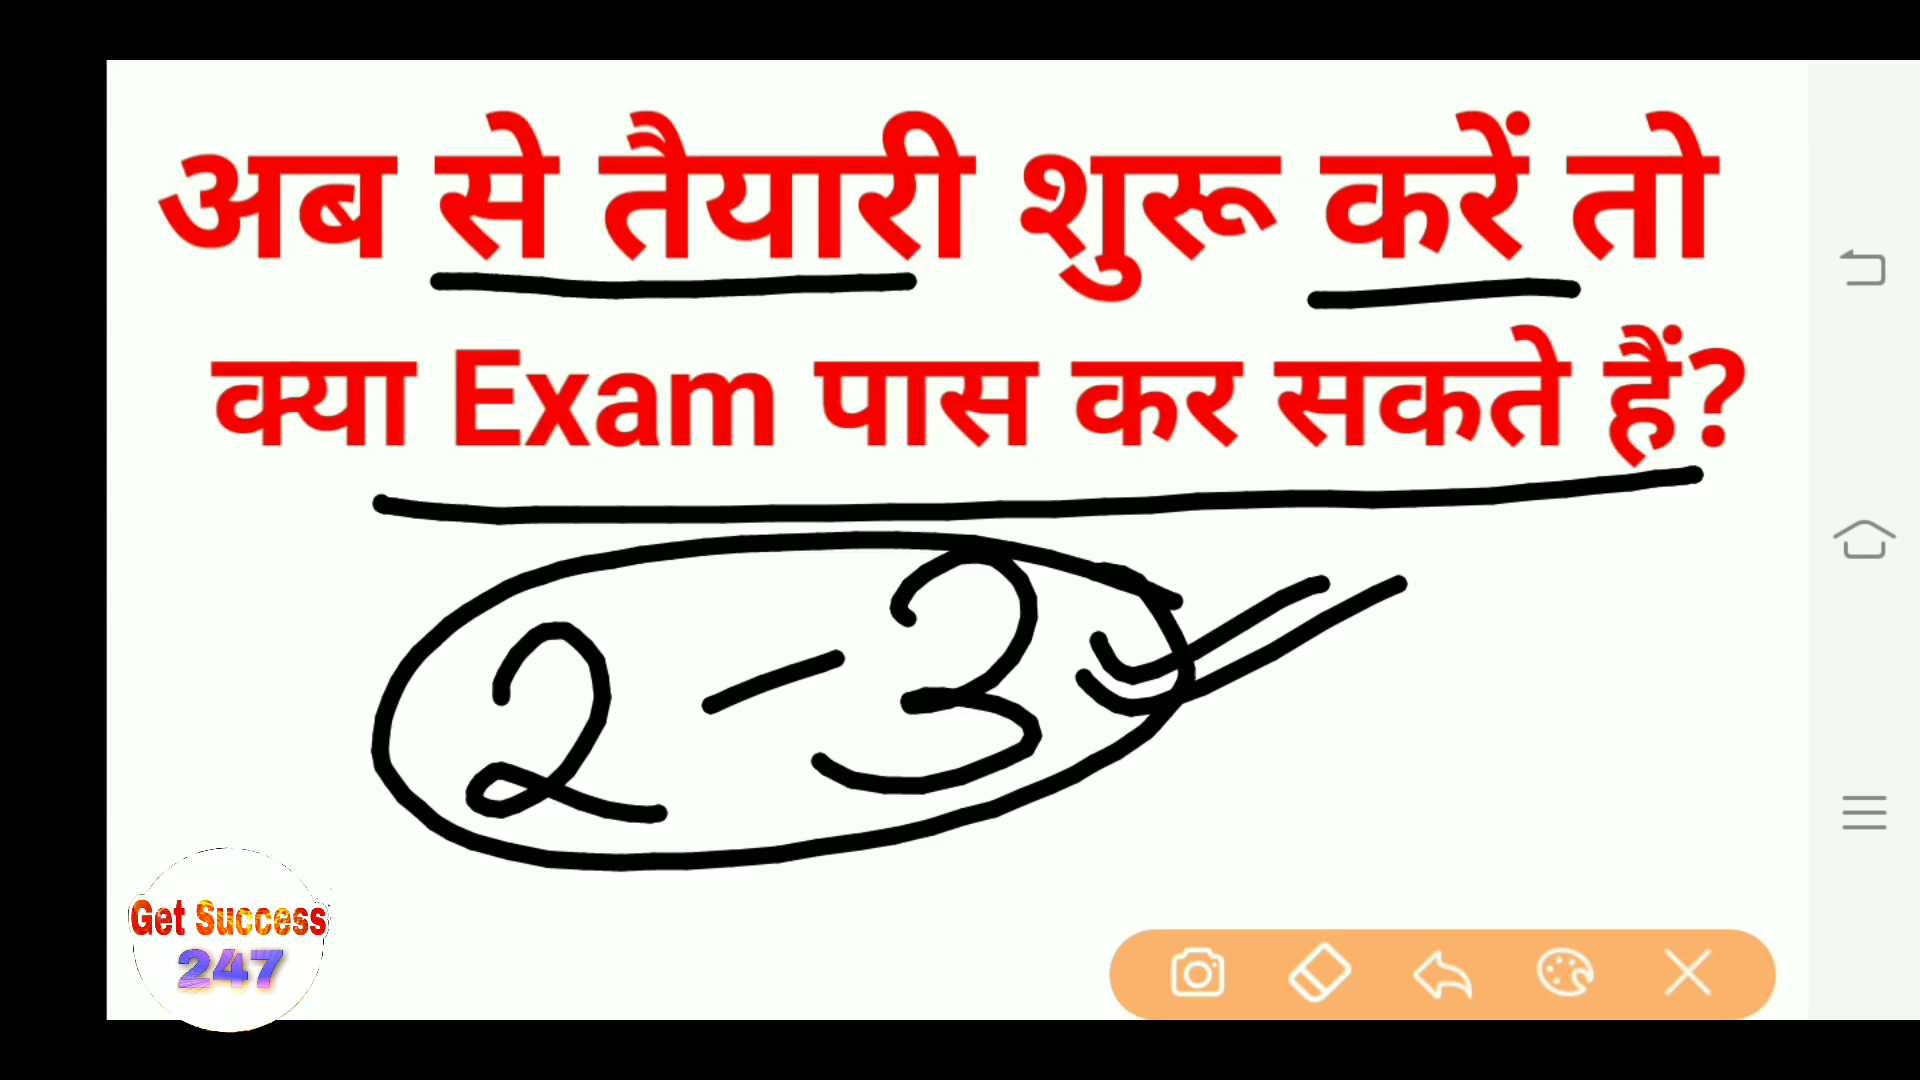 अब से तैयारी शुरू करें तो
क्या Exam पास कर सकते हैं?
2 - 3
Get Success
247